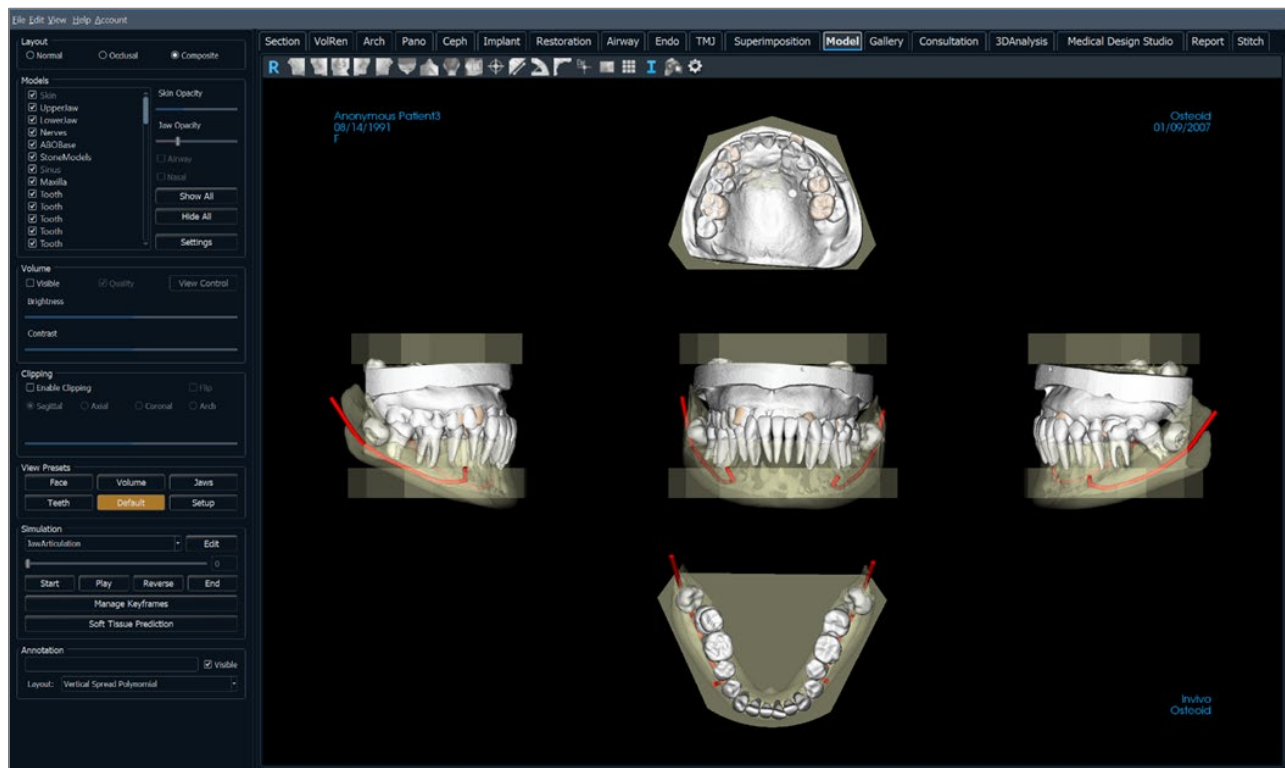 File Edit View Help Account
Layout
Normal Occlusal Composite
Models
Skin
UpperJaw
LowerJaw
Nerves
ABOBase
StoneModels
Sinus
Maxilla
Tooth
Tooth
Tooth
Tooth
Tooth
Skin Opacity
Jaw Opacity
Airway
Nasal
Show All
Hide All
Settings
Volume
Visible Quality View Control
Brightness
Contrast
Clipping
Enable Clipping Flip
Sagittal Axial Coronal Arch
View Presets
Face Volume Jaws
Teeth Default Setup
Simulation
JawArticulation Edit
0
Start Play Reverse End
Manage Keyframes
Soft Tissue Prediction
Annotation
Visible
Layout: Vertical Spread Polynomial
Section VolRen Arch Pano Ceph Implant Restoration Airway Endo TMJ Superimposition Model Gallery Consultation 3DAnalysis Medical Design Studio Report Stitch
R I
Anonymous Patient3
08/14/1991
F
Osteoid
01/09/2007
Invivo
Osteoid